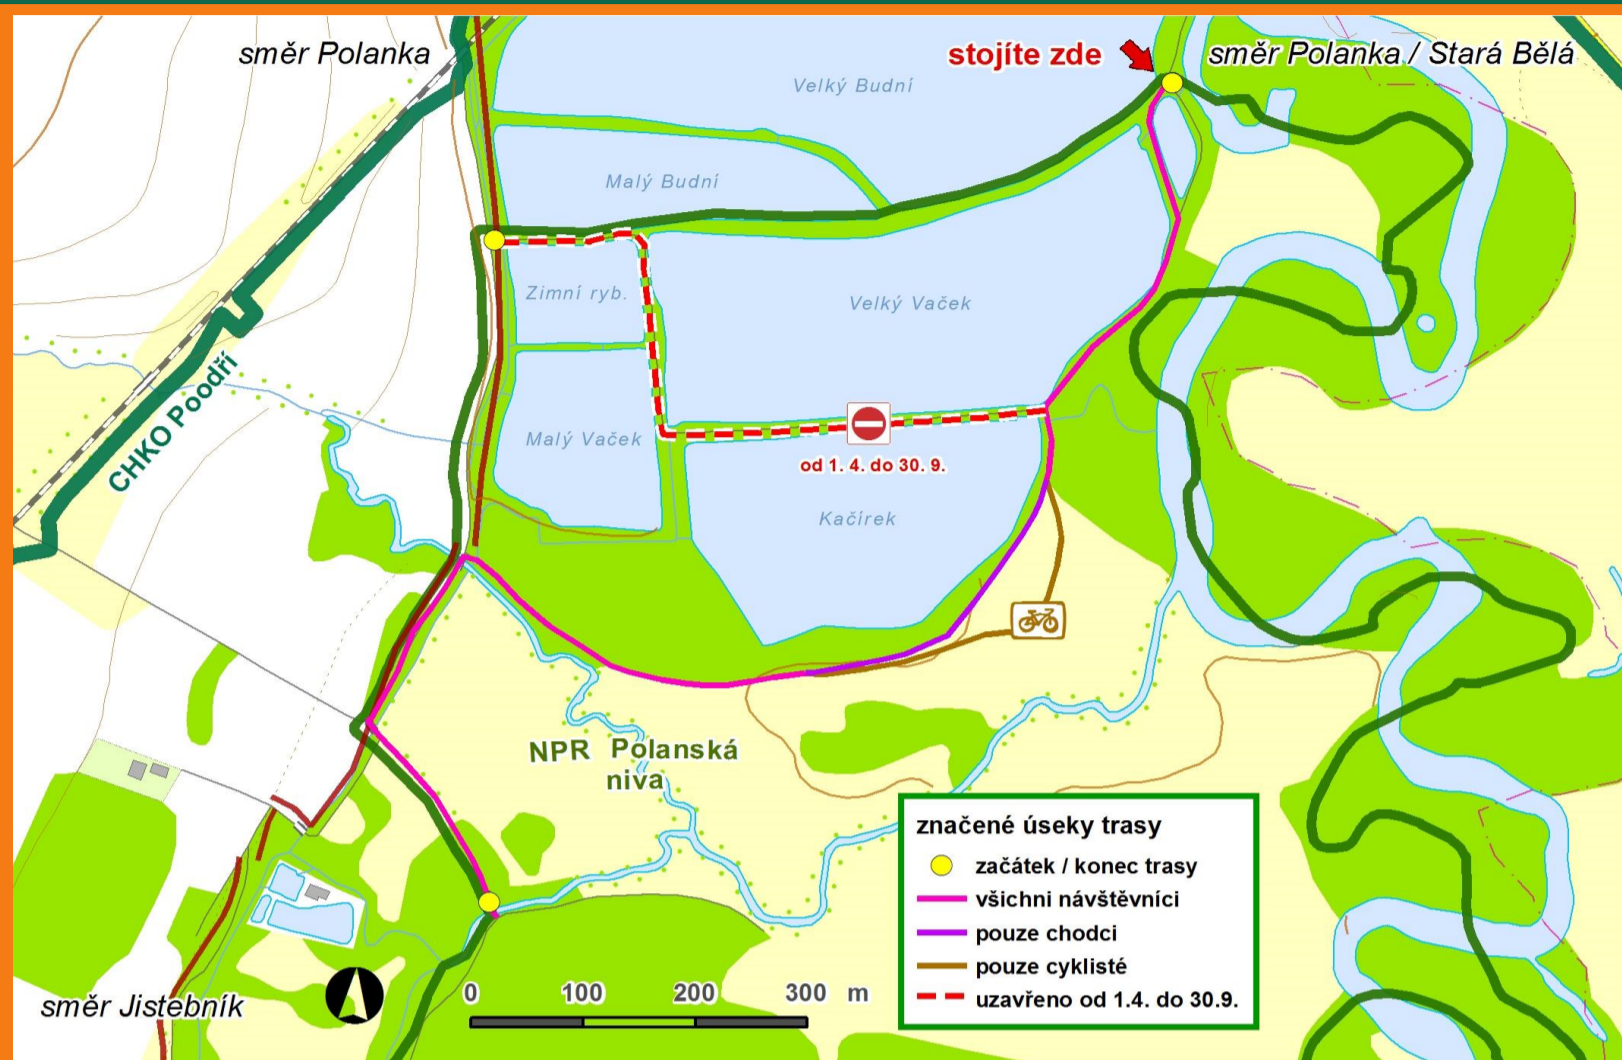 směr Polanka
stojíte zde
směr Polanka / Stará Bělá
Velký Budní
Malý Budní
Zimní ryb.
Velký Vaček
CHKO Poodří
Malý Vaček
od 1. 4. do 30. 9.
Kačírek
NPR Polanská
niva
značené úseky trasy
začátek / konec trasy
všichni návštěvníci
pouze chodci
pouze cyklisté
uzavřeno od 1.4. do 30.9.
směr Jistebník
0 100 200 300 m